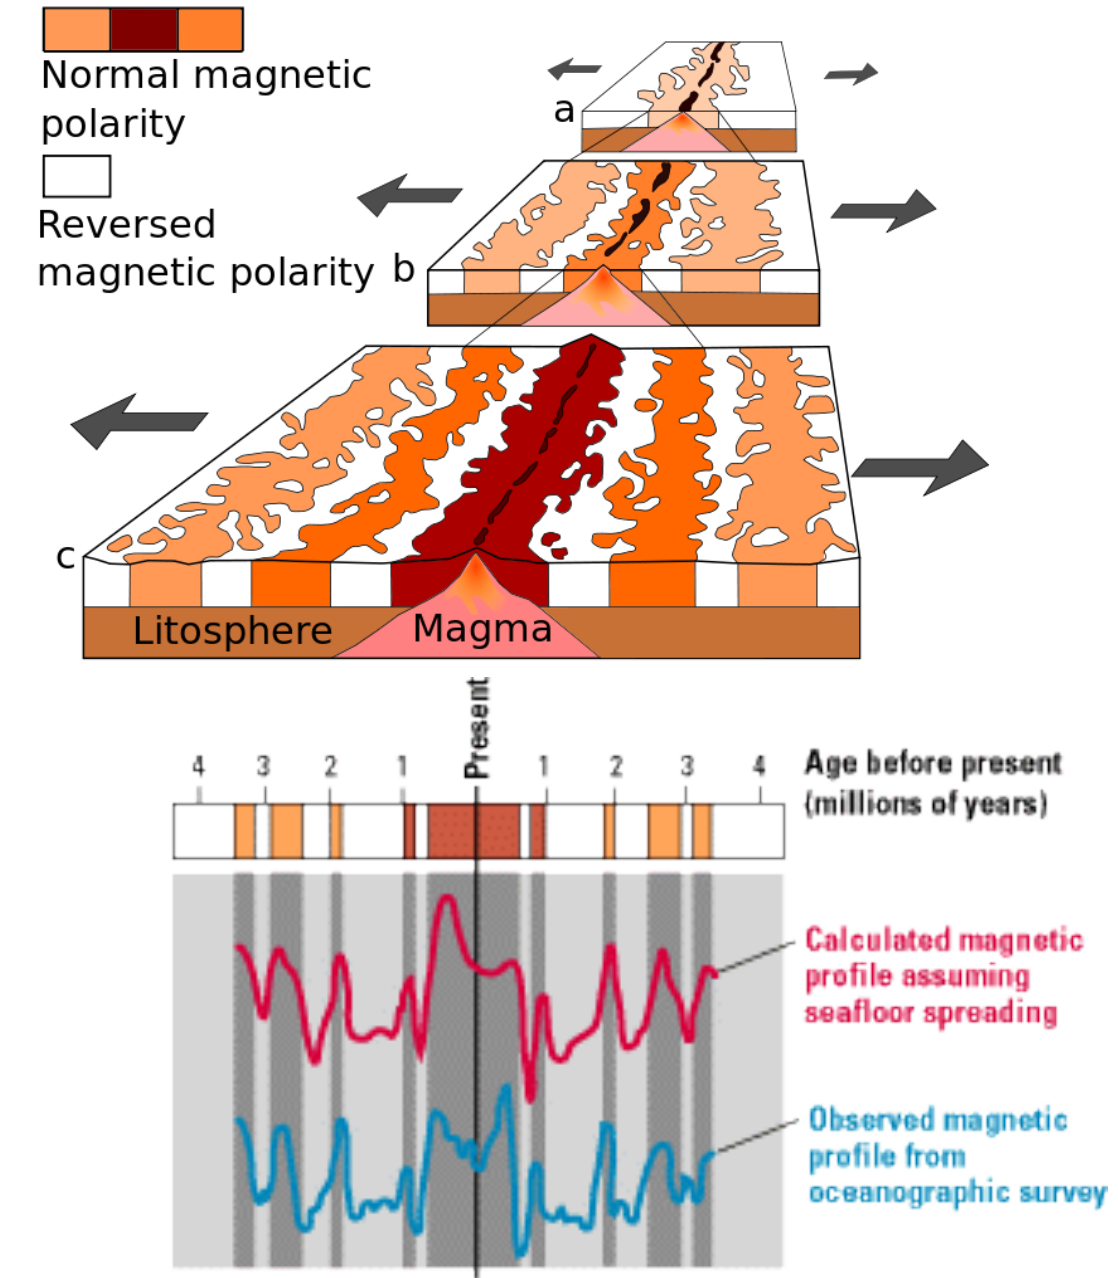 Normal magnetic
polarity
Reversed
magnetic polarity
a
b
c
Litosphere
Magma
Present
4 3 2 1 1 2 3 4
Age before present
(millions of years)
Calculated magnetic
profile assuming
seafloor spreading
Observed magnetic
profile from
oceanographic survey